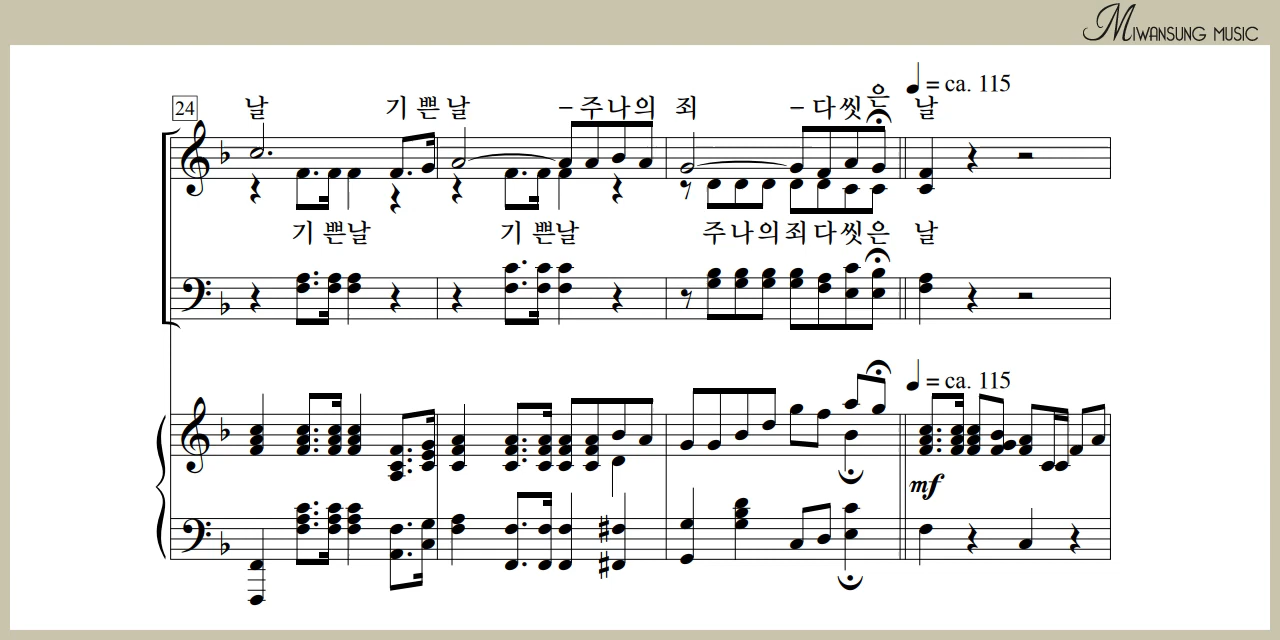 MIWANSUNG MUSIC
♩ = ca. 115
24 날 기 쁜 날 – 주 나 의 죄 – 다 씻 은 날
기 쁜 날 기 쁜 날 주 나 의 죄 다 씻 은 날
♩ = ca. 115
mf